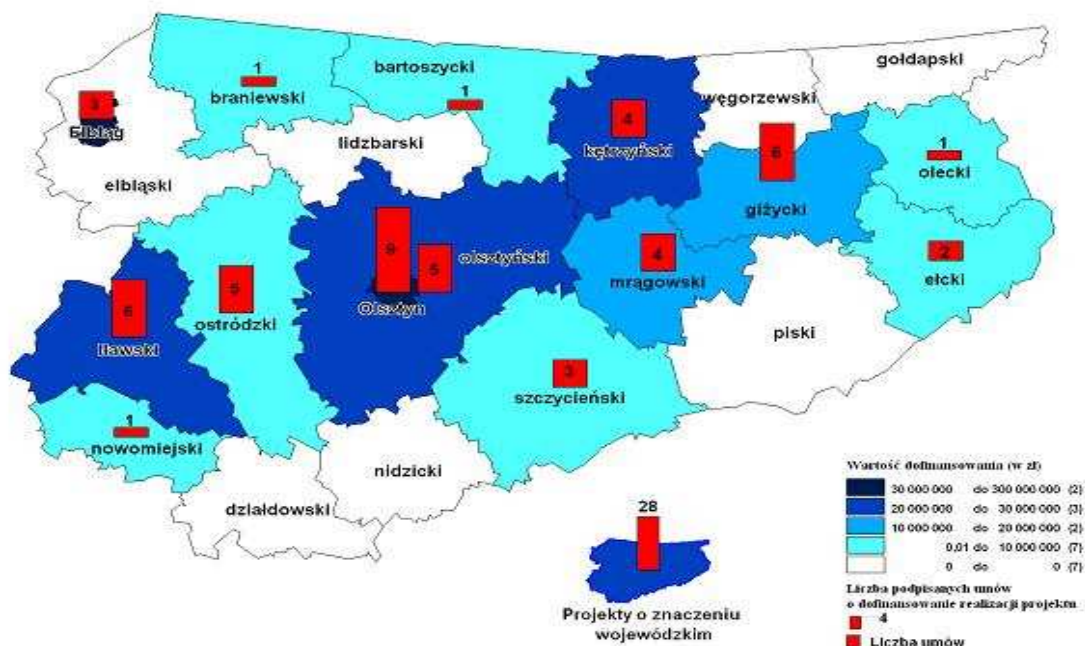 gołdapski
bartoszycki
1
braniewski
1
węgorzewski
3
Elbląg
4
kętrzyński
6
1
olecki
lidzbarski
elbląski
giżycki
9
5
olsztyński
4
mrągowski
2
ełcki
Olsztyn
6
5
ostródzki
Iławski
piski
3
szczycieński
1
nowomiejski
nidzicki
działdowski
28
Projekty o znaczeniu
wojewódzkim
Wartość dofinansowania (w zł)
30 000 000 do 300 000 000 (2)
20 000 000 do 30 000 000 (3)
10 000 000 do 20 000 000 (2)
0,01 do 10 000 000 (7)
0 do 0 (7)
Liczba podpisanych umów
o dofinansowanie realizacji projektu
4
Liczba umów